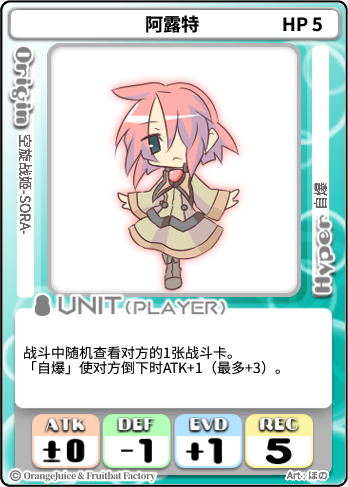 阿露特 HP 5
Origin
空旋战姬-SORA-
Hyper
自爆
UNIT(PLAYER)
战斗中随机查看对方的1张战斗卡。
「自爆」使对方倒下时ATK+1（最多+3）。
ATK DEF EVD REC
±0 -1 +1 5
© OrangeJuice & Fruitbat Factory Art.: ほの